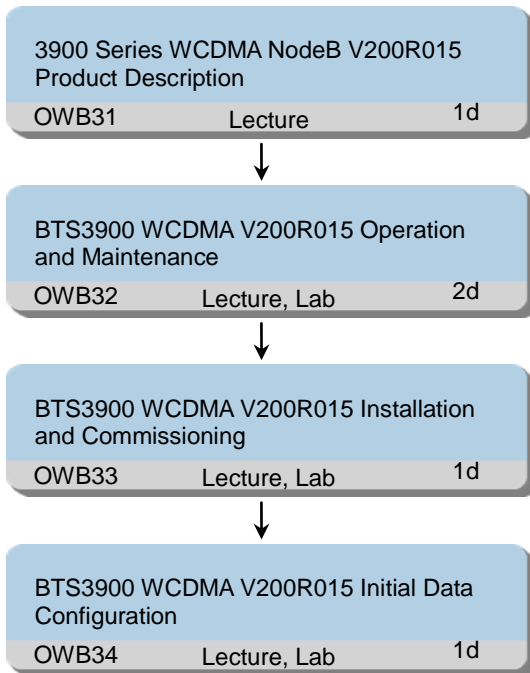 3900 Series WCDMA NodeB V200R015
Product Description
OWB31 Lecture 1d
BTS3900 WCDMA V200R015 Operation
and Maintenance
OWB32 Lecture, Lab 2d
BTS3900 WCDMA V200R015 Installation
and Commissioning
OWB33 Lecture, Lab 1d
BTS3900 WCDMA V200R015 Initial Data
Configuration
OWB34 Lecture, Lab 1d